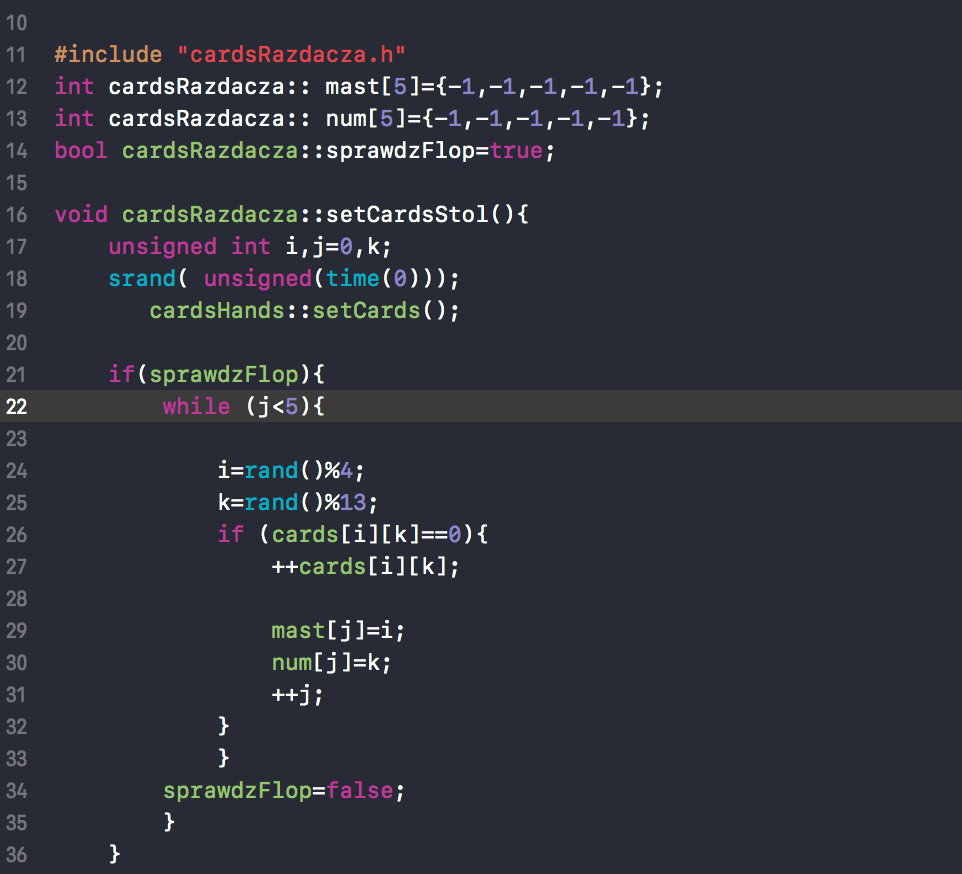 10
11 #include "cardsRazdacza.h"
12 int cardsRazdacza:: mast[5]={-1,-1,-1,-1,-1};
13 int cardsRazdacza:: num[5]={-1,-1,-1,-1,-1};
14 bool cardsRazdacza::sprawdzFlop=true;
15
16 void cardsRazdacza::setCardsStol(){
17     unsigned int i,j=0,k;
18     srand( unsigned(time(0)));
19        cardsHands::setCards();
20
21     if(sprawdzFlop){
22         while (j<5){
23
24             i=rand()%4;
25             k=rand()%13;
26             if (cards[i][k]==0){
27                 ++cards[i][k];
28
29                 mast[j]=i;
30                 num[j]=k;
31                 ++j;
32             }
33             }
34         sprawdzFlop=false;
35         }
36     }